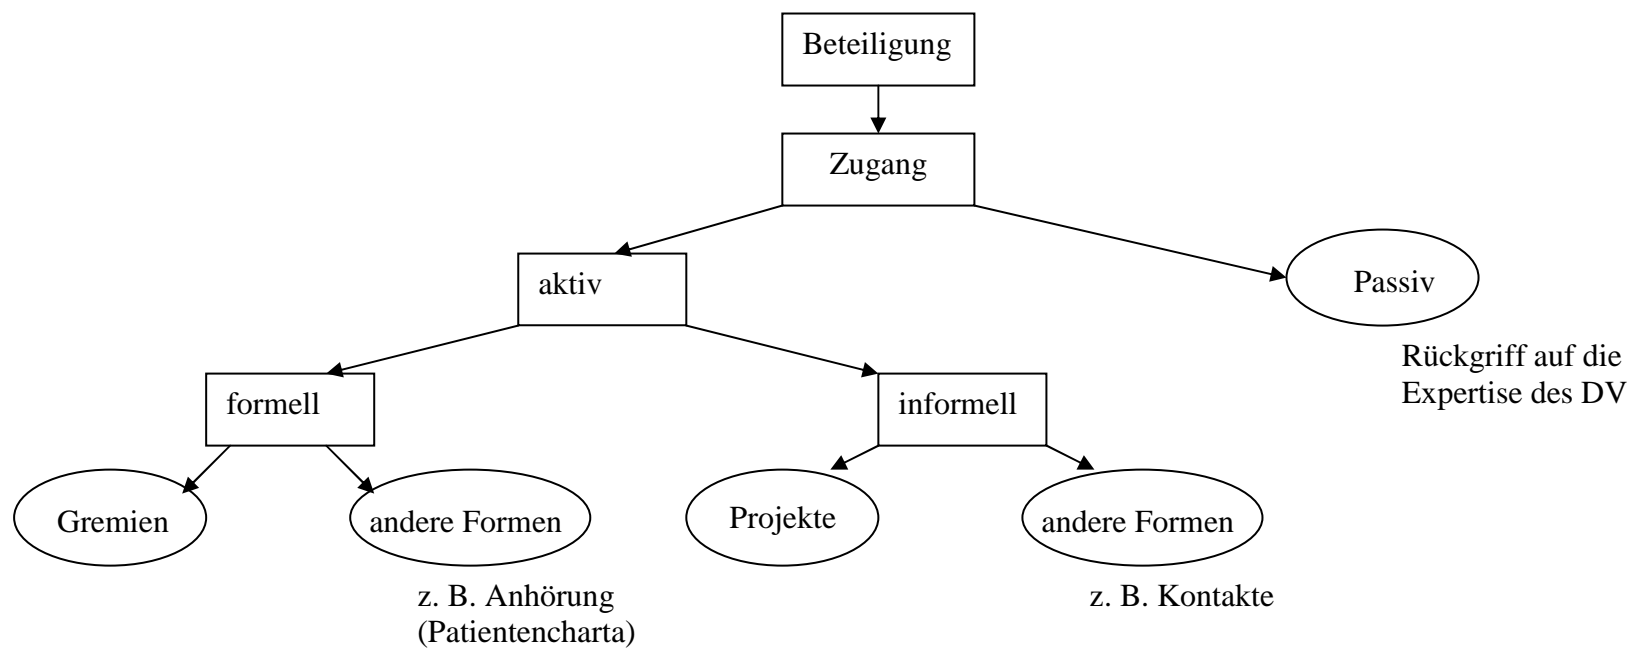 Beteiligung
Zugang
aktiv
Passiv
Rückgriff auf die
Expertise des DV
formell
informell
Gremien
andere Formen
Projekte
andere Formen
z. B. Anhörung
(Patientencharta)
z. B. Kontakte